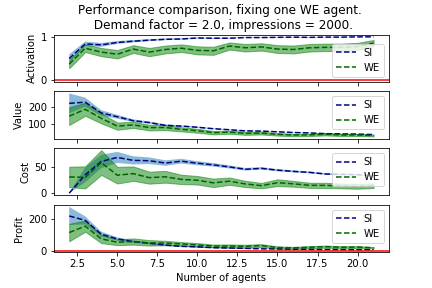 Performance comparison, fixing one WE agent.
Demand factor = 2.0, impressions = 2000.
Activation
1
0
SI
WE
Value
200
100
SI
WE
Cost
50
0
SI
WE
Profit
200
0
SI
WE
2.5 5.0 7.5 10.0 12.5 15.0 17.5 20.0
Number of agents